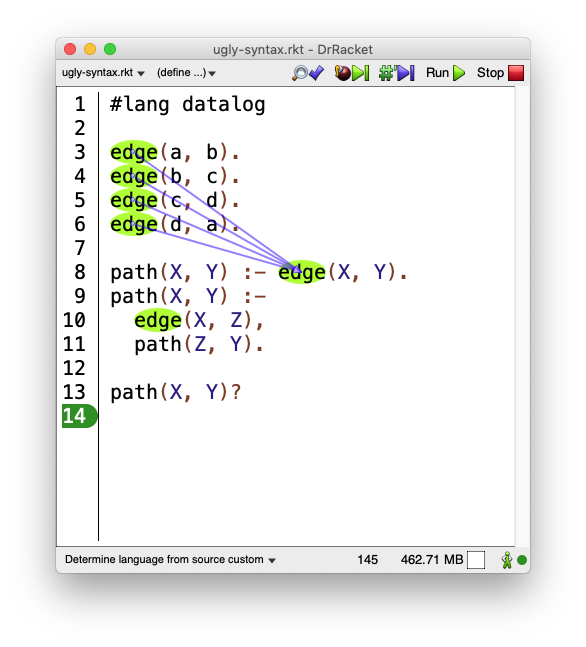 ugly-syntax.rkt - DrRacket
ugly-syntax.rkt (define ...) Run Stop
1 #lang datalog
2
3 edge(a, b).
4 edge(b, c).
5 edge(c, d).
6 edge(d, a).
7
8 path(X, Y) :- edge(X, Y).
9 path(X, Y) :-
10 edge(X, Z),
11 path(Z, Y).
12
13 path(X, Y)?
14
Determine language from source custom 145 462.71 MB